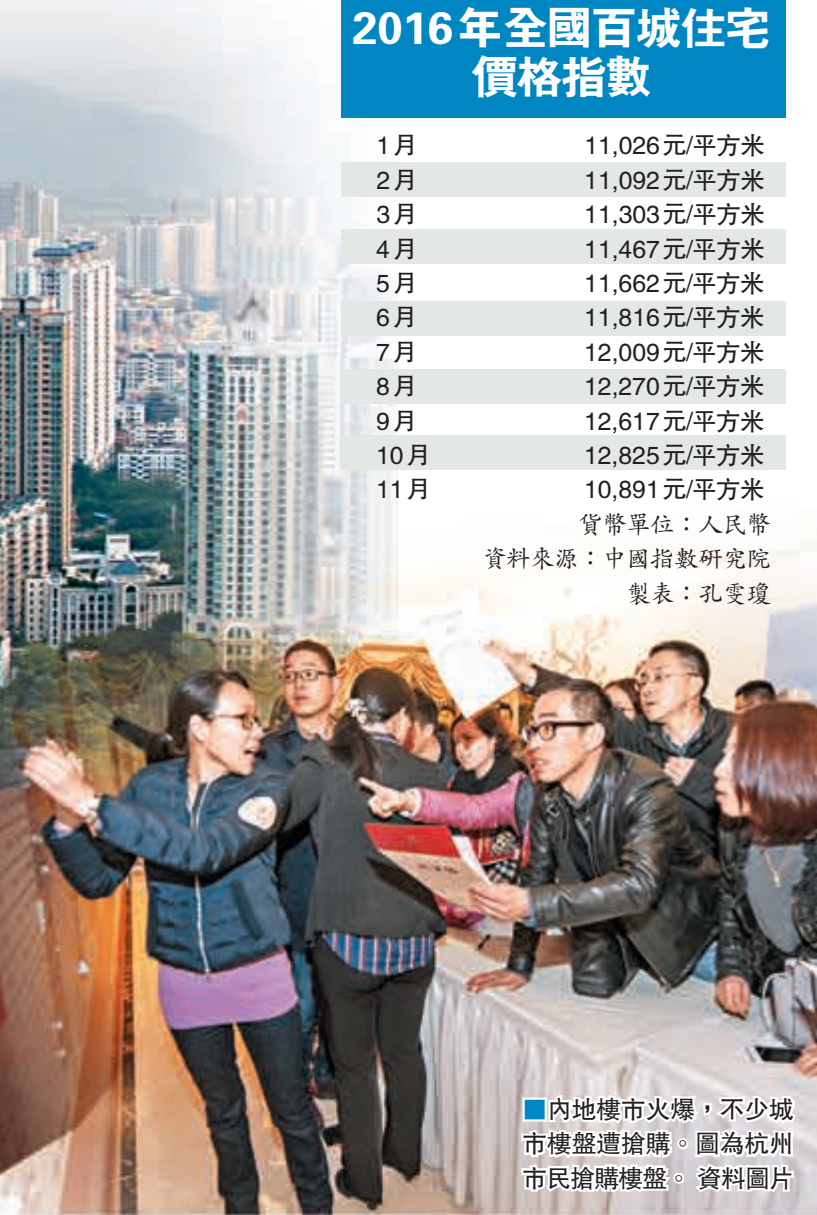 2016年全國百城住宅
價格指數
1月 11,026元/平方米
2月 11,092元/平方米
3月 11,303元/平方米
4月 11,467元/平方米
5月 11,662元/平方米
6月 11,816元/平方米
7月 12,009元/平方米
8月 12,270元/平方米
9月 12,617元/平方米
10月 12,825元/平方米
11月 10,891元/平方米
貨幣單位：人民幣
資料來源：中國指數研究院
製表：孔雯瓊
■內地樓市火爆，不少城
市樓盤遭搶購。圖為杭州
市民搶購樓盤。 資料圖片